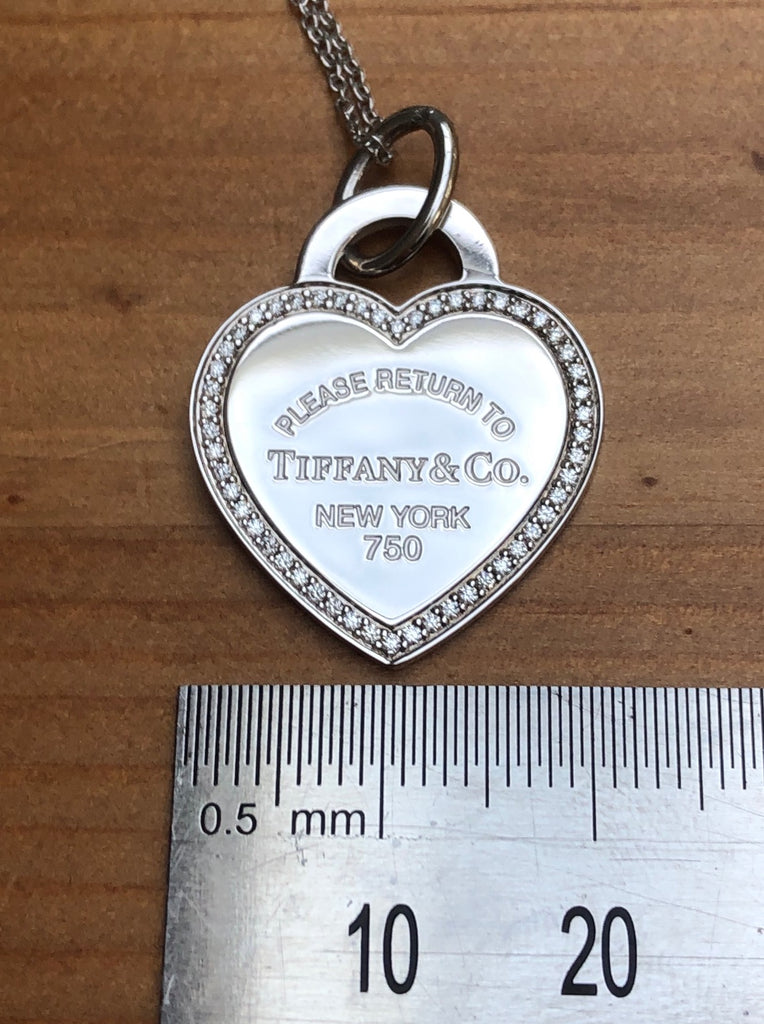 PLEASE RETURN TO
TIFFANY & CO.
NEW YORK
750
0.5 mm
10 20